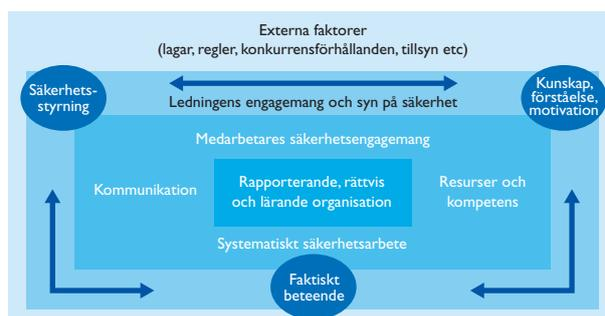 Externa faktorer
(lagar, regler, konkurrensförhållanden, tillsyn etc)
Säkerhets-
styrning
Kunskap,
förståelse,
motivation
Ledningens engagemang och syn på säkerhet
Medarbetares säkerhetsengagemang
Kommunikation
Rapporterande, rättvis
och lärande organisation
Resurser och
kompetens
Systematiskt säkerhetsarbete
Faktiskt
beteende